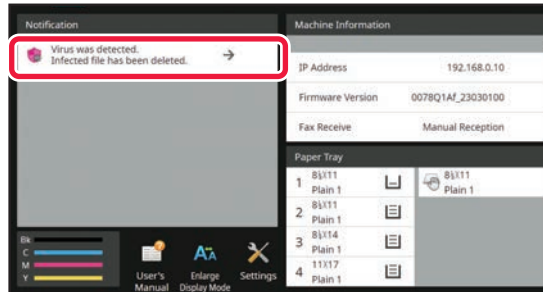 Notification
Virus was detected.
Infected file has been deleted.
Machine Information
IP Address 192.168.0.10
Firmware Version 0078Q1Af_23030100
Fax Receive Manual Reception
Paper Tray
1 8½X11
Plain 1
8½X11
Plain 1
2 8½X11
Plain 1
3 8½X14
Plain 1
4 11X17
Plain 1
Bk
C
M
Y
User's
Manual
Enlarge
Display Mode
Settings